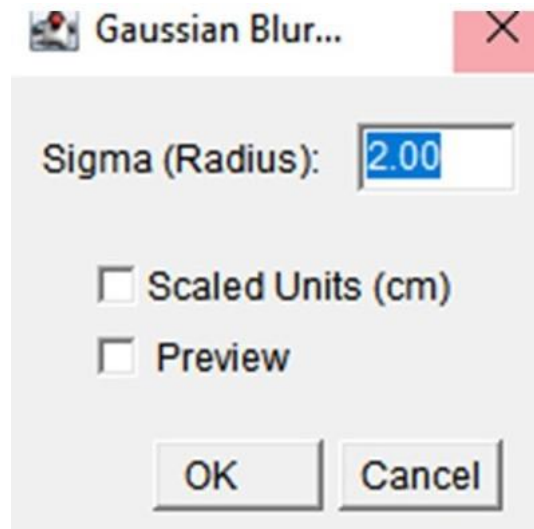 Gaussian Blur...
Sigma (Radius): 2.00
Scaled Units (cm)
Preview
OK Cancel